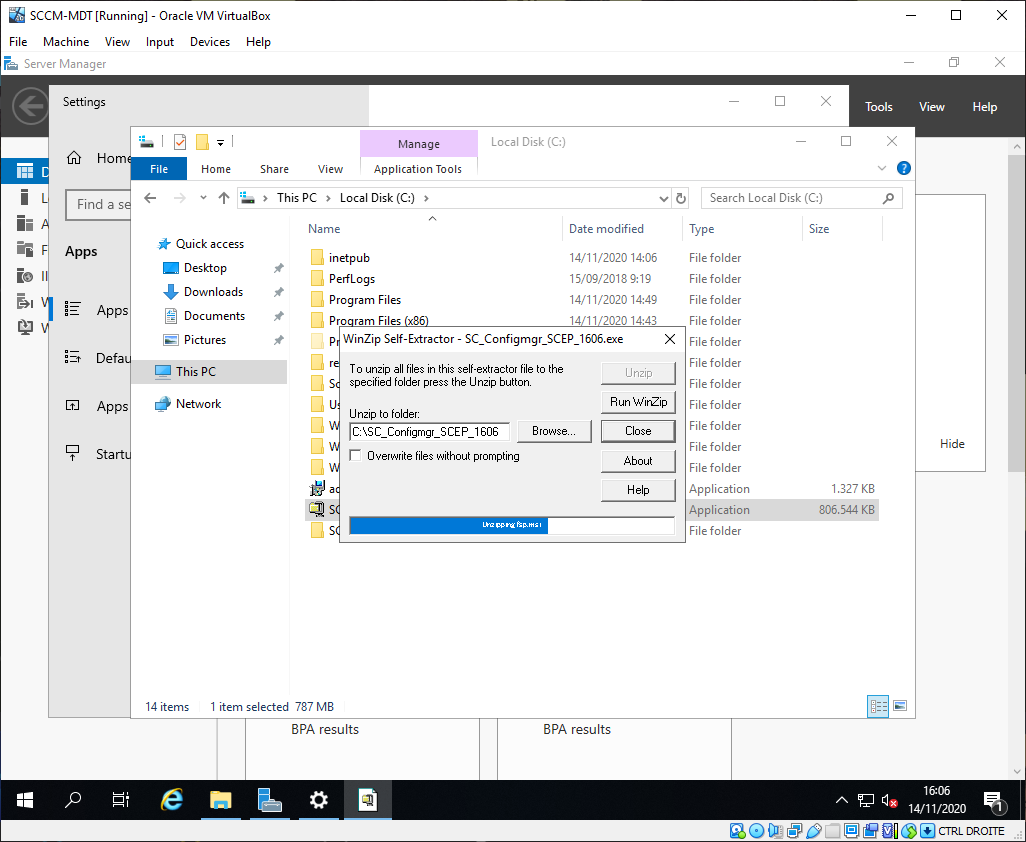 SCCM-MDT [Running] - Oracle VM VirtualBox
File Machine View Input Devices Help
Server Manager
Settings
Tools View Help
Manage
Local Disk (C:)
File Home Share View Application Tools
Home
Find a se
Apps
Apps
Defau
Apps
Startu
This PC Local Disk (C:)
Search Local Disk (C:)
Name Date modified Type Size
Quick access
Desktop
Downloads
Documents
Pictures
This PC
Network
inetpub 14/11/2020 14:06 File folder
PerfLogs 15/09/2018 9:19 File folder
Program Files 14/11/2020 14:49 File folder
Program Files (x86) 14/11/2020 14:43 File folder
File folder
File folder
File folder
File folder
File folder
File folder
File folder
Application 1.327 KB
Application 806.544 KB
File folder
WinZip Self-Extractor - SC_Configmgr_SCEP_1606.exe
To unzip all files in this self-extractor file to the
specified folder press the Unzip button.
Unzip to folder:
C:\SC_Configmgr_SCEP_1606
Browse...
Overwrite files without prompting
Unzip
Run WinZip
Close
About
Help
Unzipping fsp.msi
Hide
14 items 1 item selected 787 MB
BPA results BPA results
16:06
14/11/2020
1
CTRL DROITE